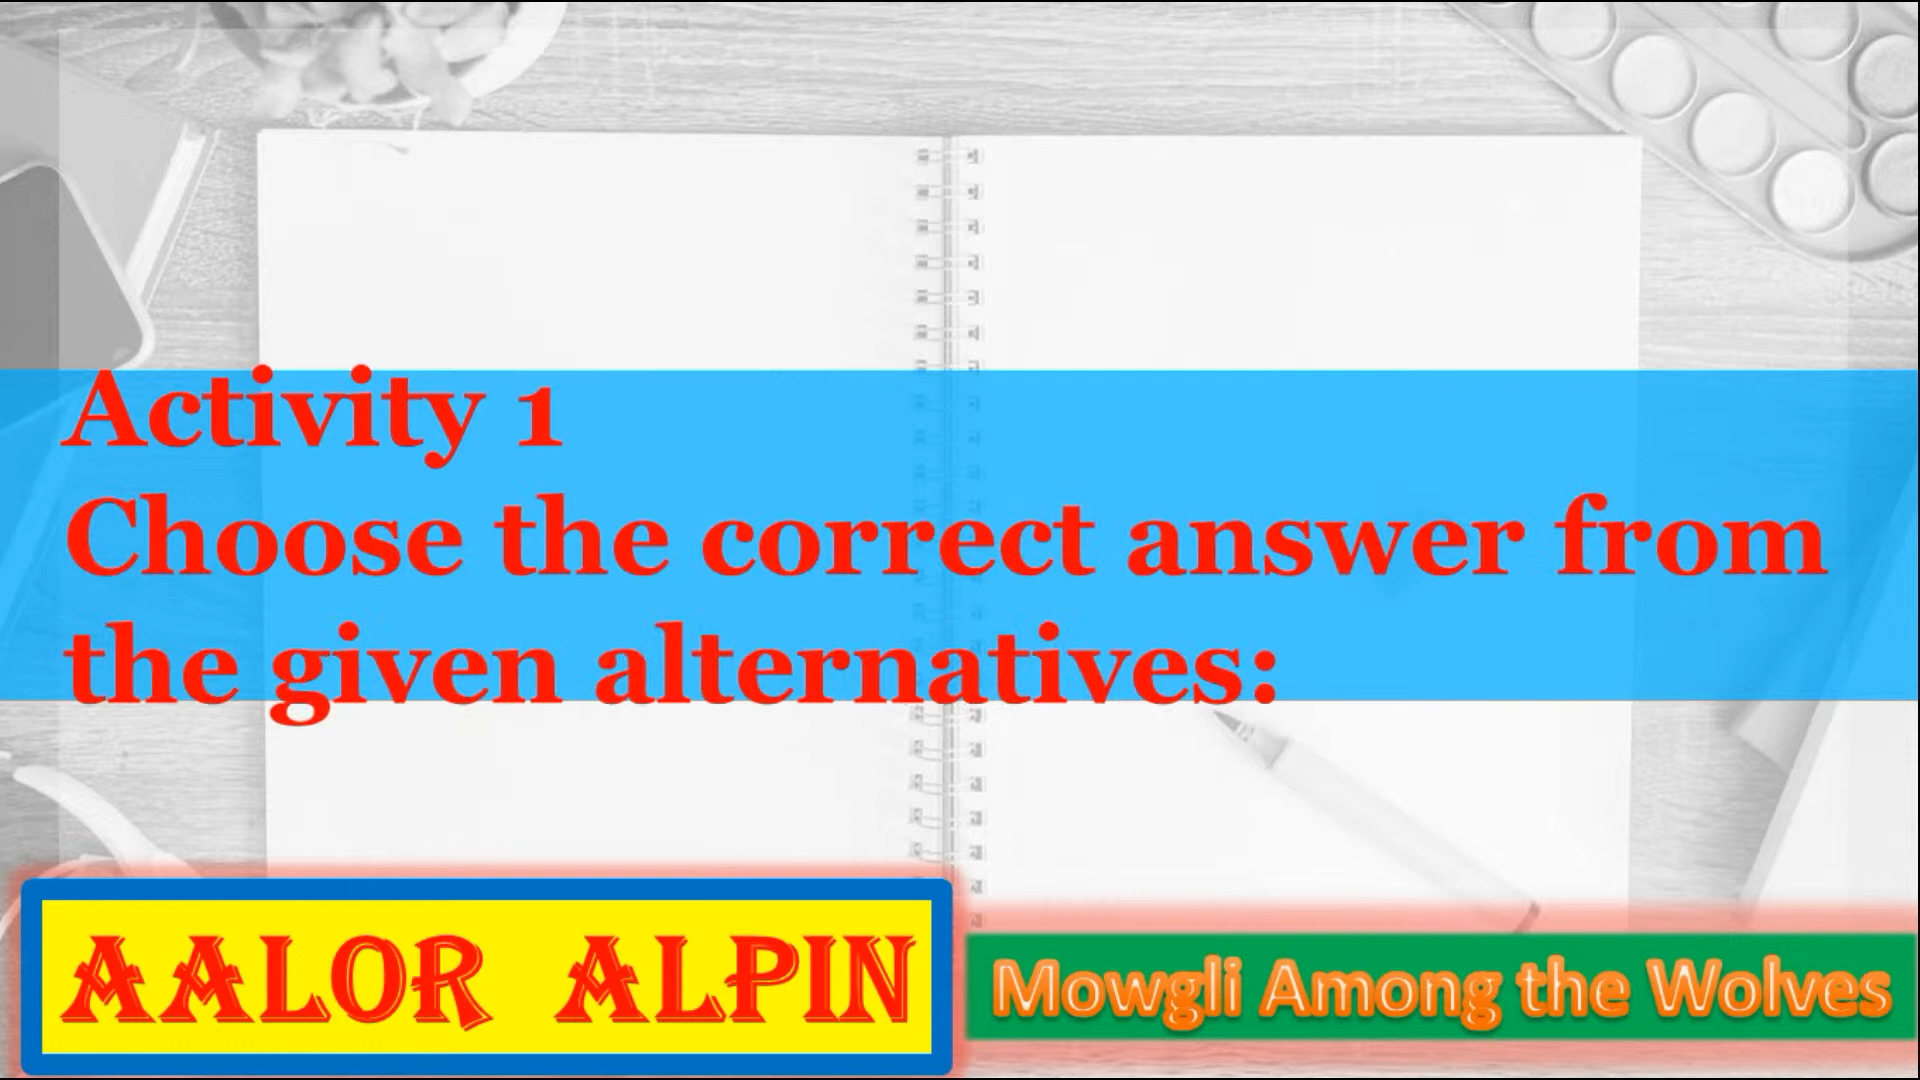 Activity 1
Choose the correct answer from
the given alternatives:
AALOR ALPIN
Mowgli Among the Wolves